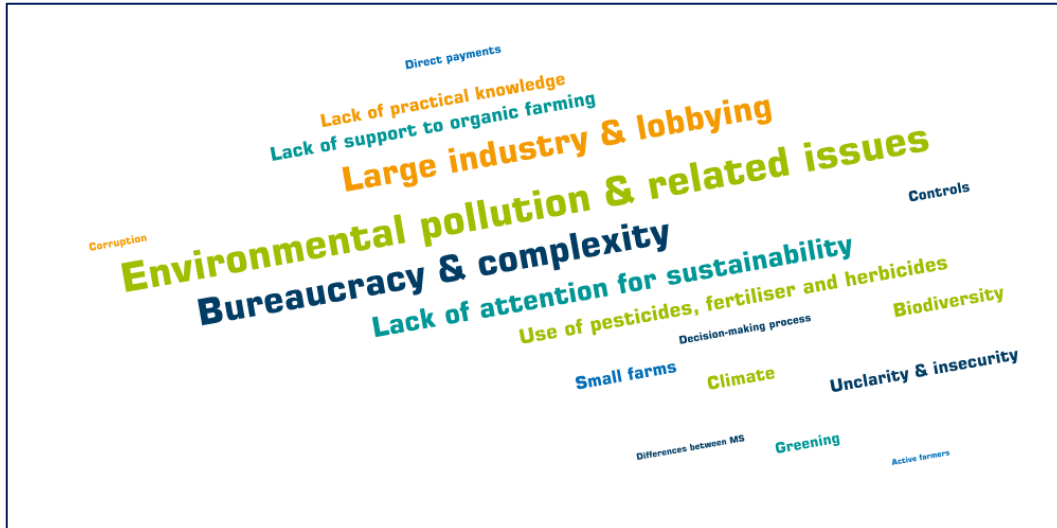 Direct payments
Lack of practical knowledge
Lack of support to organic farming
Large industry & lobbying
Environmental pollution & related issues
Controls
Corruption
Bureaucracy & complexity
Lack of attention for sustainability
Use of pesticides, fertiliser and herbicides
Biodiversity
Decision-making process
Small farms
Climate
Unclarity & insecurity
Differences between MS
Greening
Active farmers